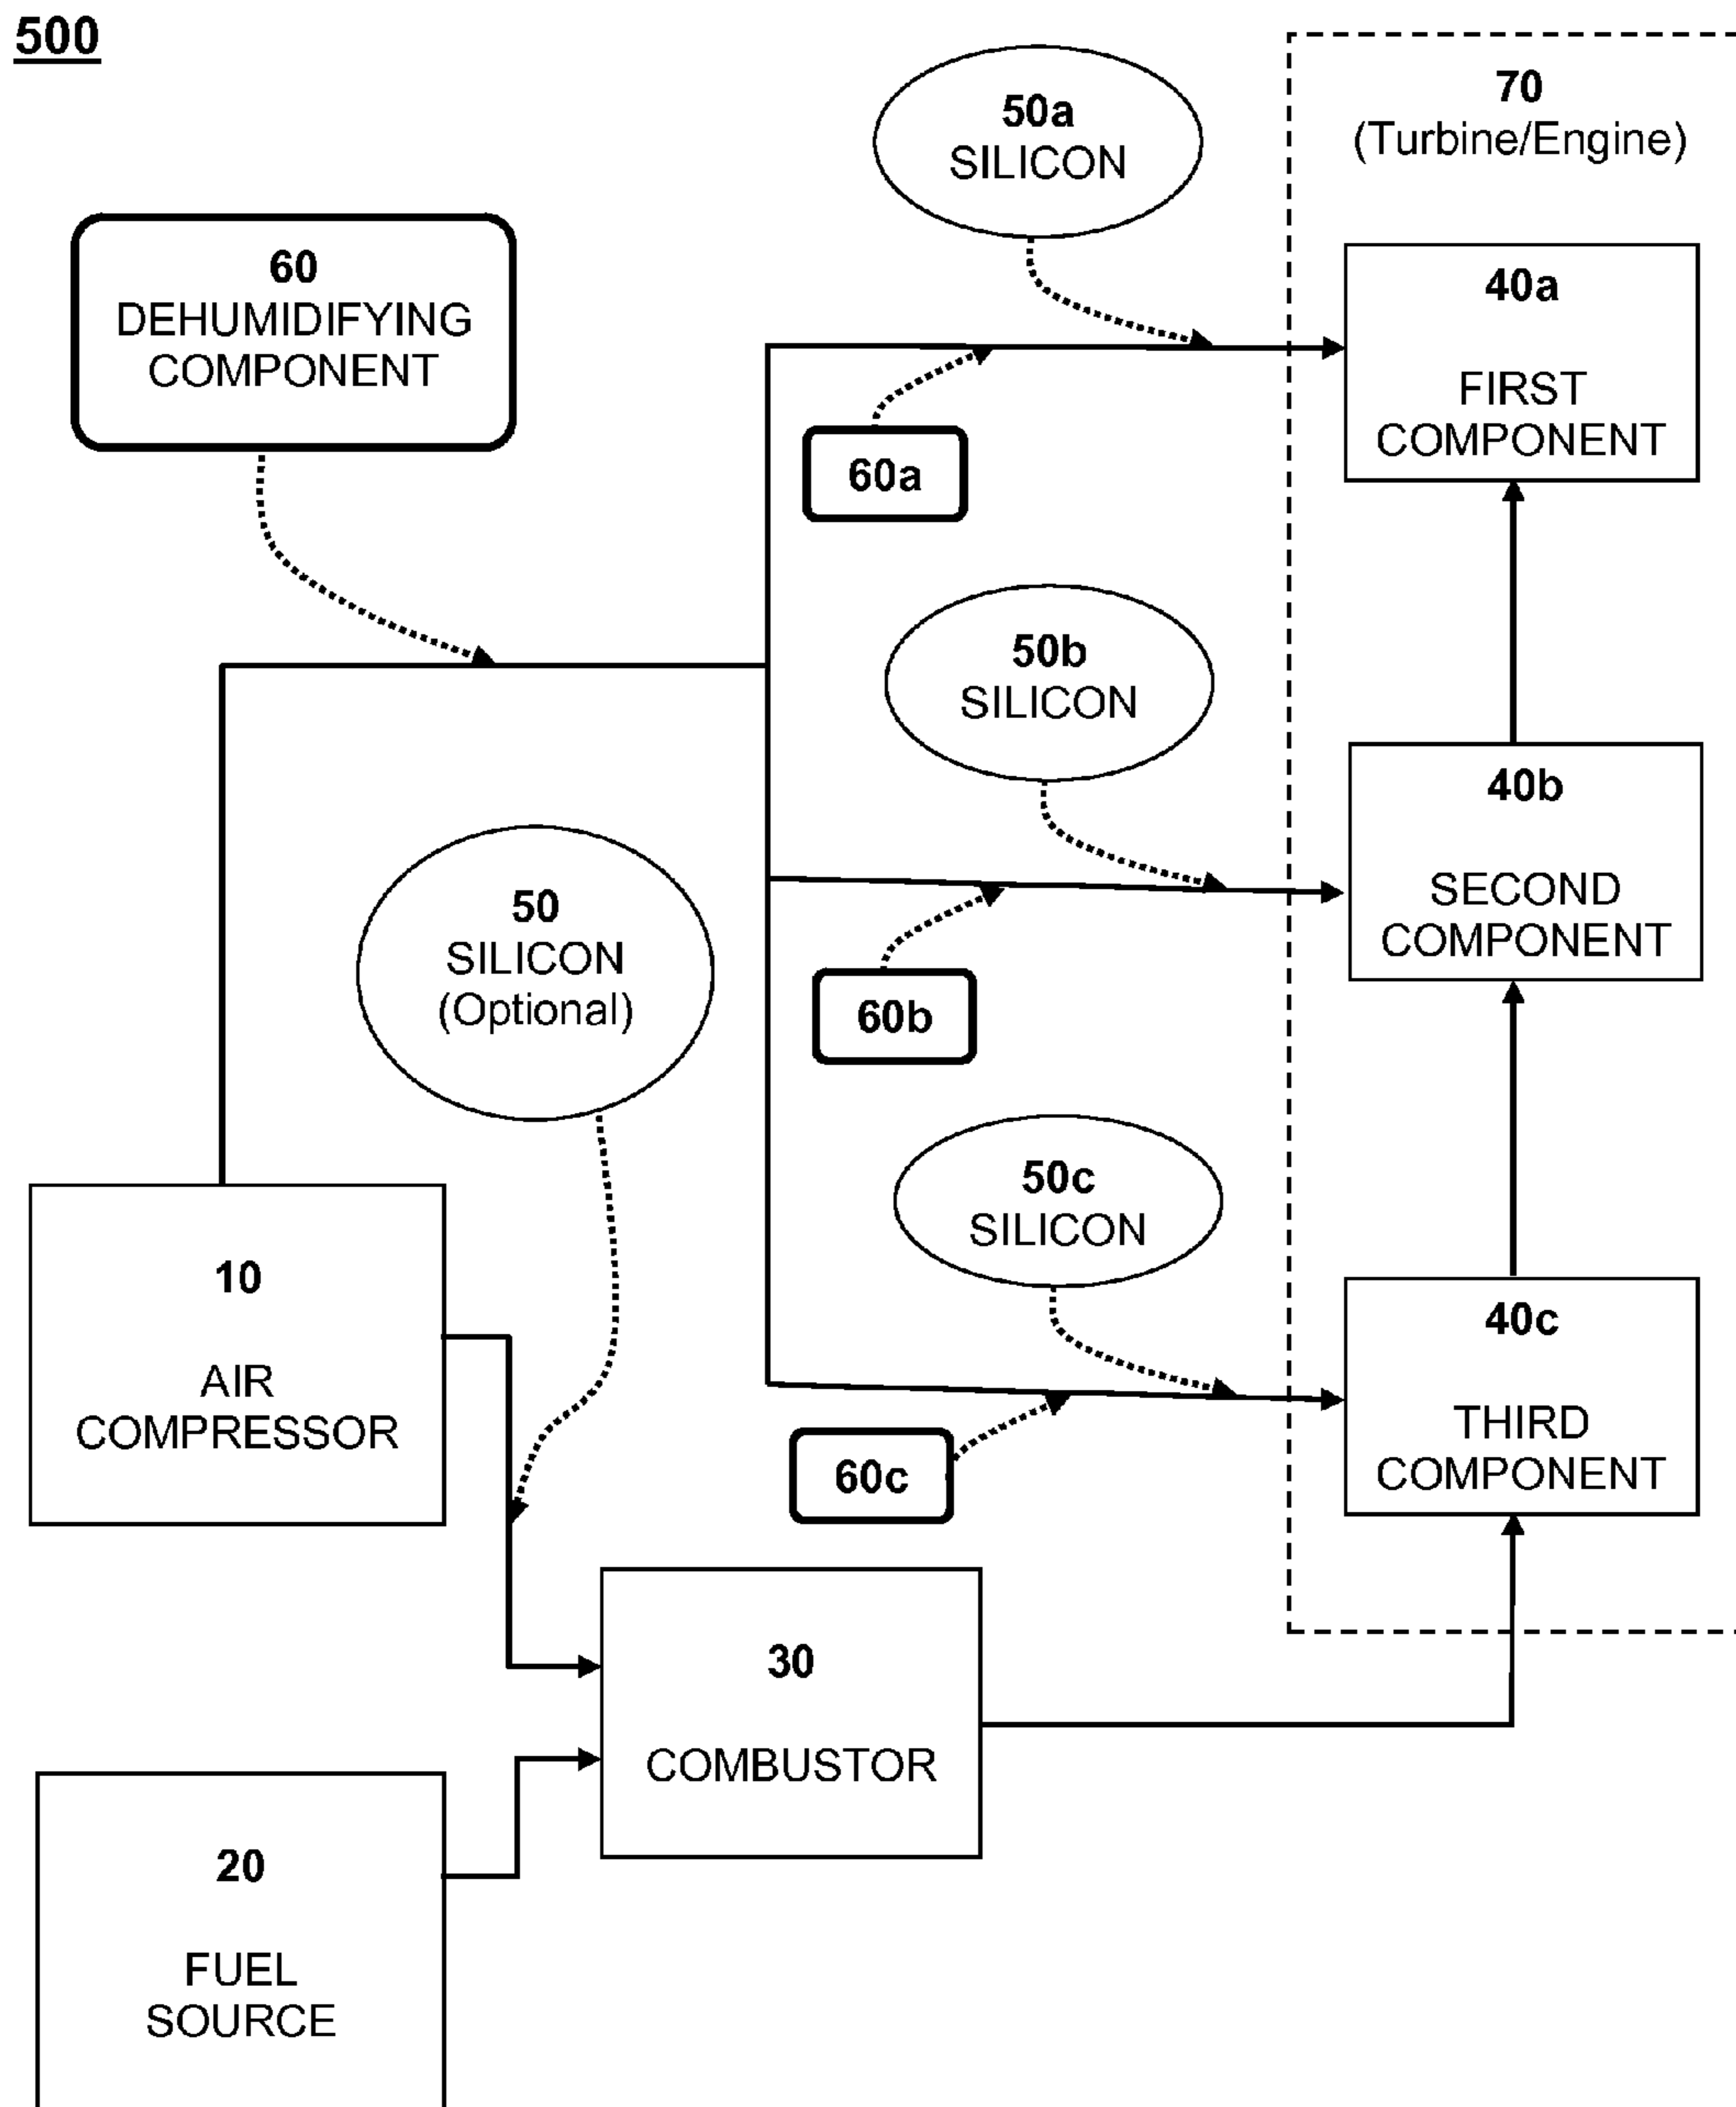 500
70
(Turbine/Engine)
50a
SILICON
60
DEHUMIDIFYING
COMPONENT
40a
FIRST
COMPONENT
60a
50b
SILICON
40b
SECOND
COMPONENT
50
SILICON
(Optional)
60b
50c
SILICON
10
AIR
COMPRESSOR
40c
THIRD
COMPONENT
60c
30
COMBUSTOR
20
FUEL
SOURCE